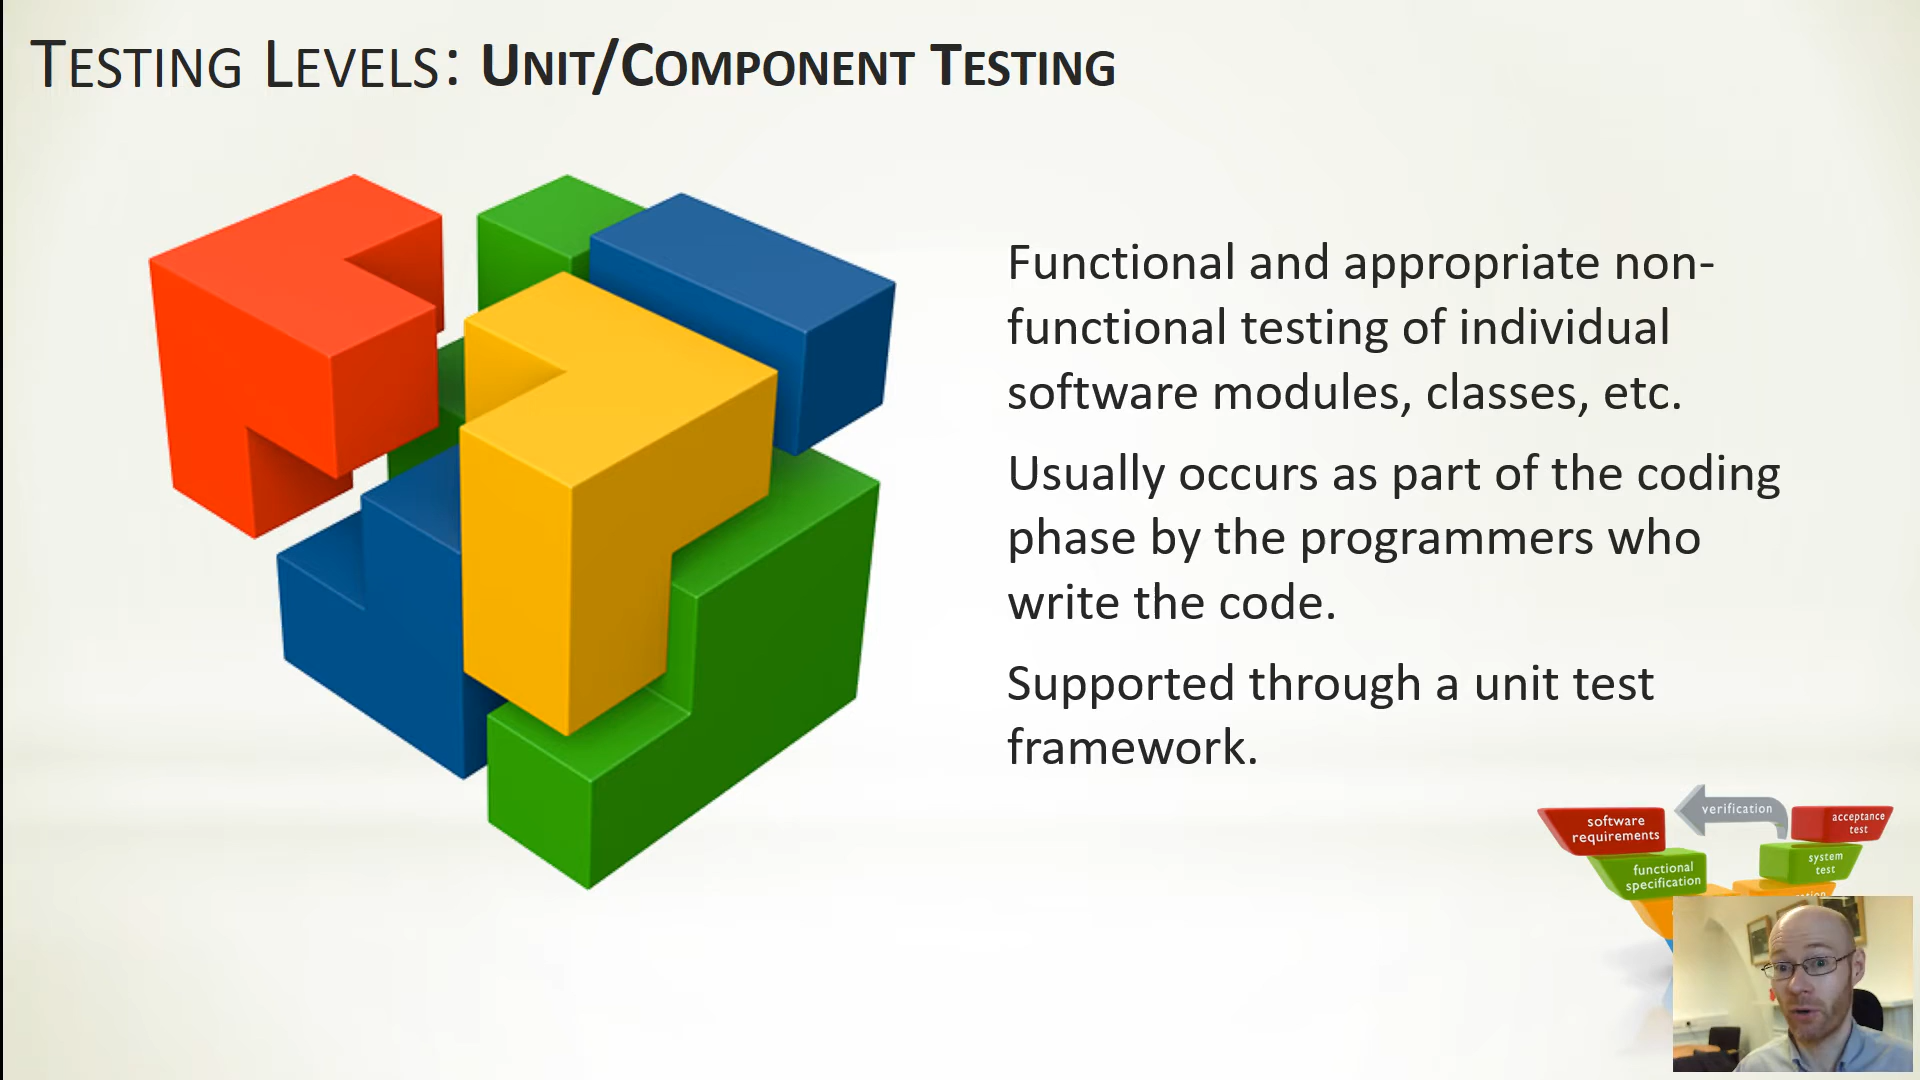 Testing Levels: Unit/Component Testing
Functional and appropriate non-
functional testing of individual
software modules, classes, etc.
Usually occurs as part of the coding
phase by the programmers who
write the code.
Supported through a unit test
framework.
verification
software
requirements
acceptance
test
functional
specification
system
test